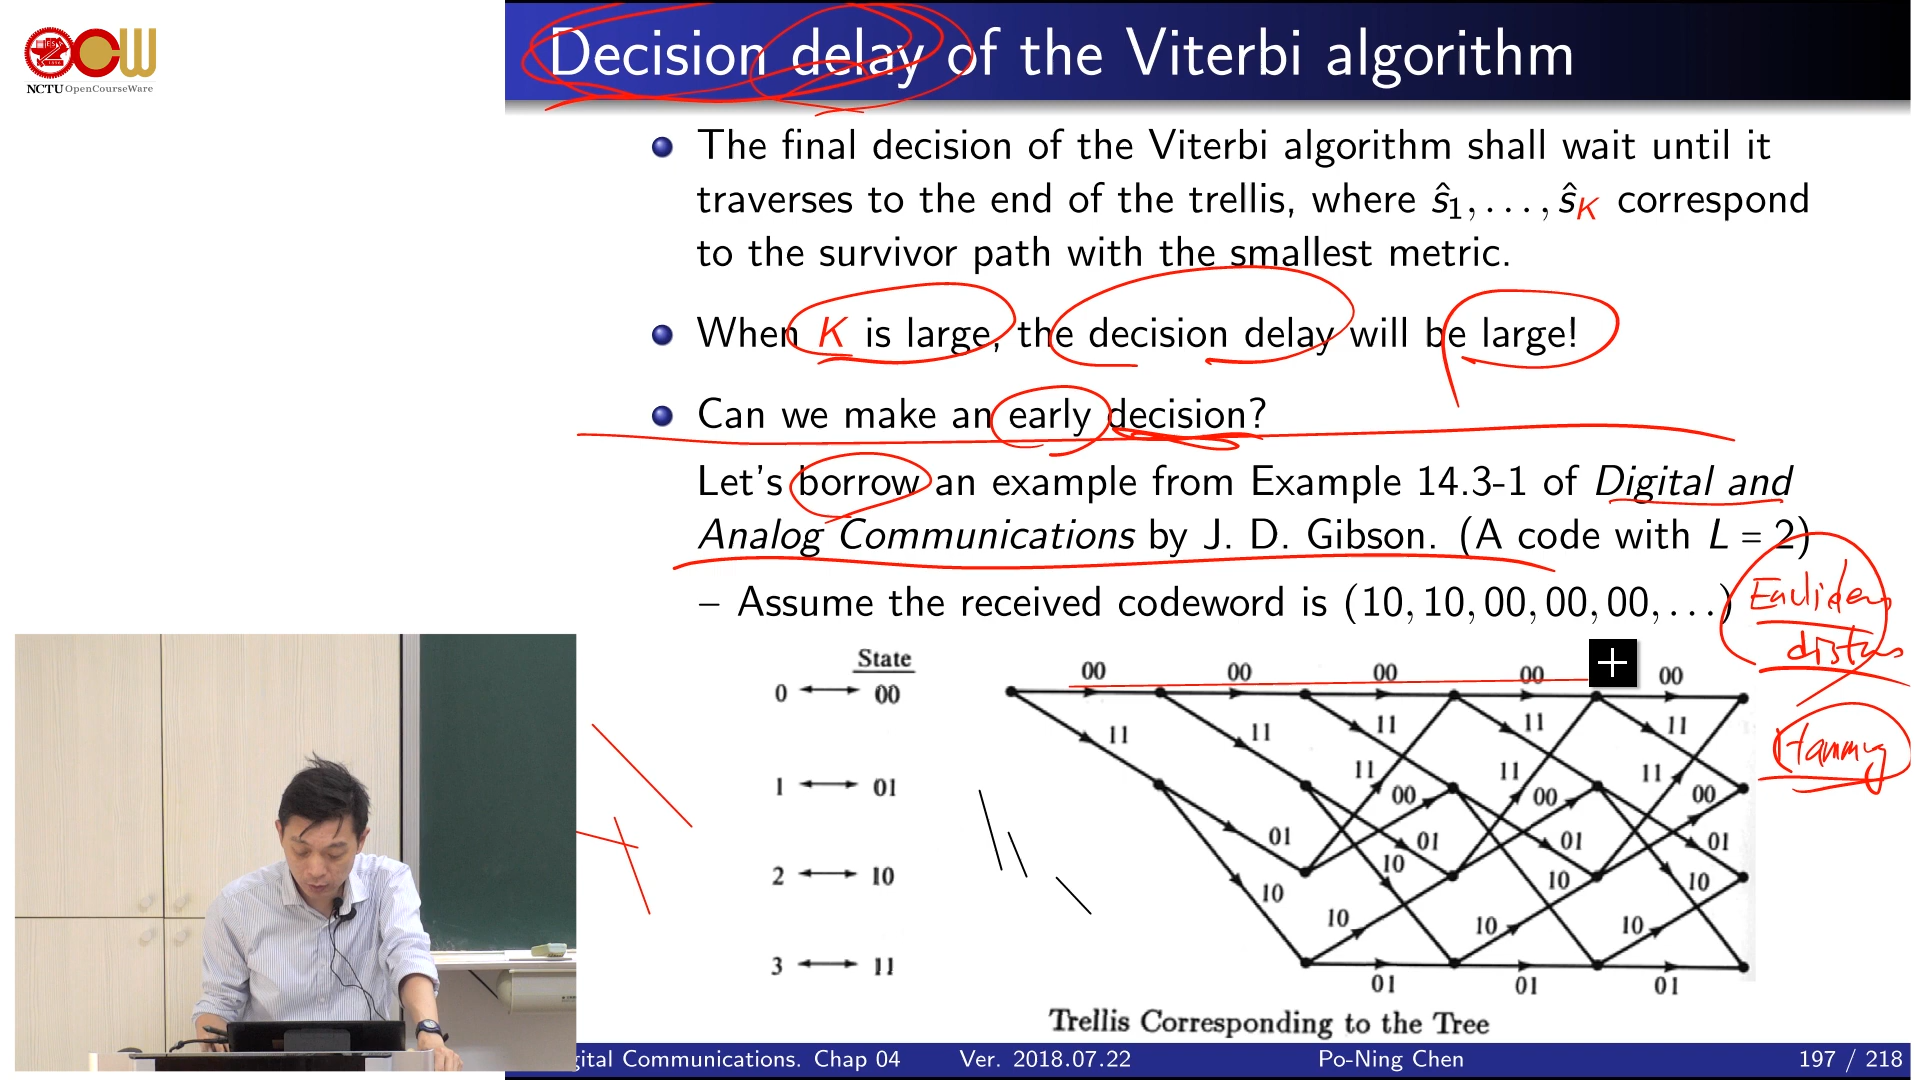 NCTU OpenCourseWare
Decision delay of the Viterbi algorithm
The final decision of the Viterbi algorithm shall wait until it
traverses to the end of the trellis, where ŝ₁, . . . , ŝ_K correspond
to the survivor path with the smallest metric.
When K is large, the decision delay will be large!
Can we make an early decision?
Let's borrow an example from Example 14.3-1 of Digital and
Analog Communications by J. D. Gibson. (A code with L = 2)
– Assume the received codeword is (10, 10, 00, 00, 00, . . .)
State
0 00
1 01
2 10
3 11
00 00 00 00 00
11 11 11 11 11
11 11 11
00 00 00
01 01 01 01
10 10 10 10
10 10 10
01 01 01
Hamming
Trellis Corresponding to the Tree
gital Communications. Chap 04 Ver. 2018.07.22 Po-Ning Chen 197 / 218